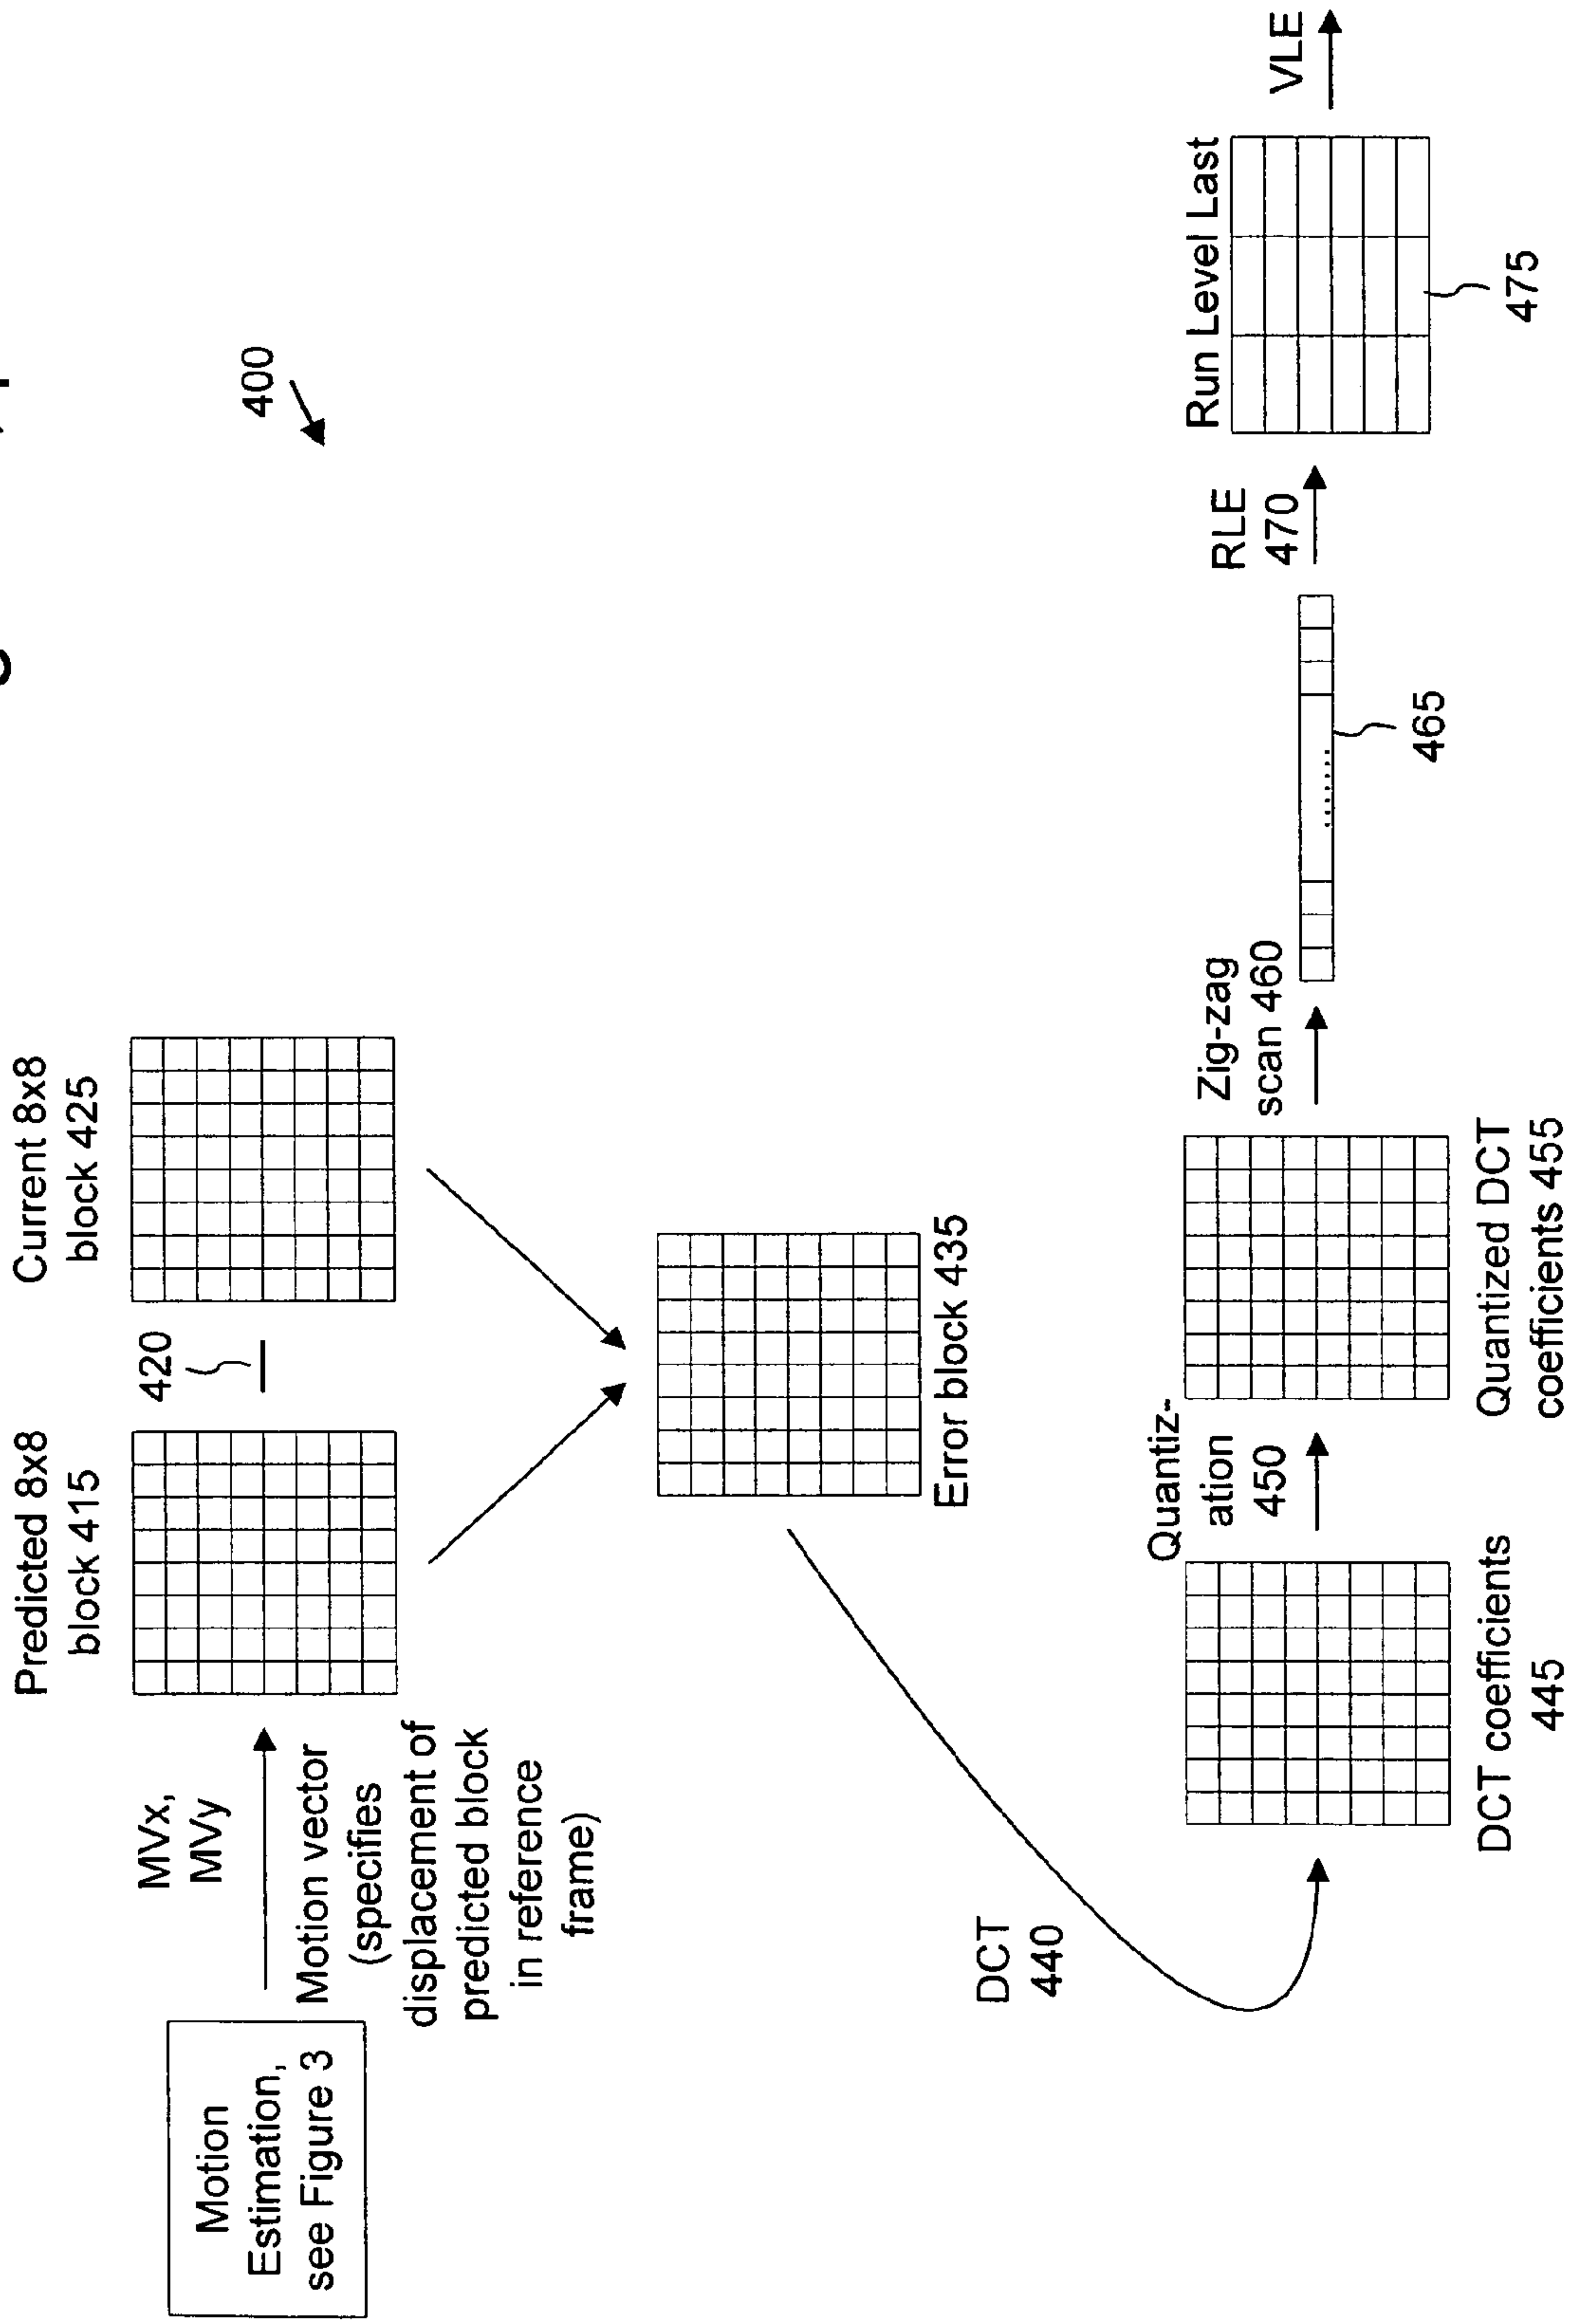 400
Motion
Estimation,
see Figure 3
MVx,
MVy
Motion vector
(specifies
displacement of
predicted block
in reference
frame)
Predicted 8x8
block 415
420
Current 8x8
block 425
Error block 435
DCT
440
DCT coefficients
445
Quantiz-
ation
450
Quantized DCT
coefficients 455
Zig-zag
scan 460
465
RLE
470
Run Level Last
475
VLE